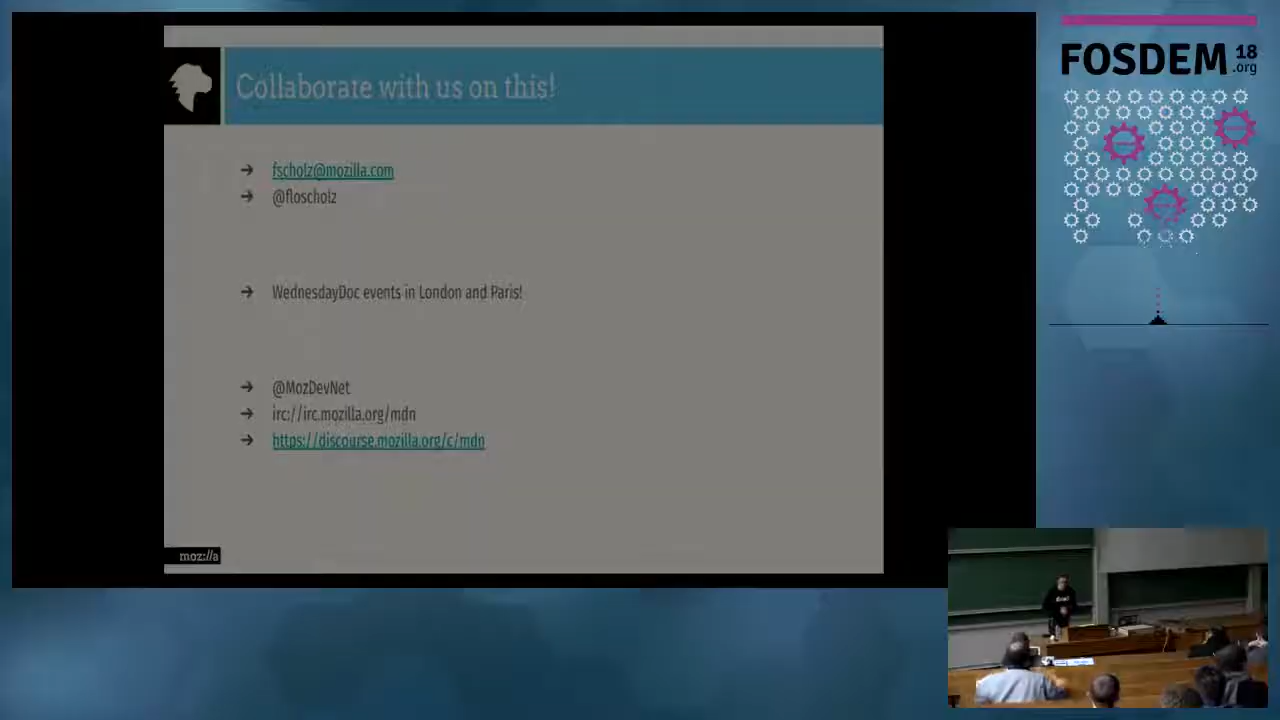 Collaborate with us on this!
→ fscholz@mozilla.com
→ @floscholz
→ WednesdayDoc events in London and Paris!
→ @MozDevNet
→ irc://irc.mozilla.org/mdn
→ https://discourse.mozilla.org/c/mdn
moz://a
FOSDEM 18
.org